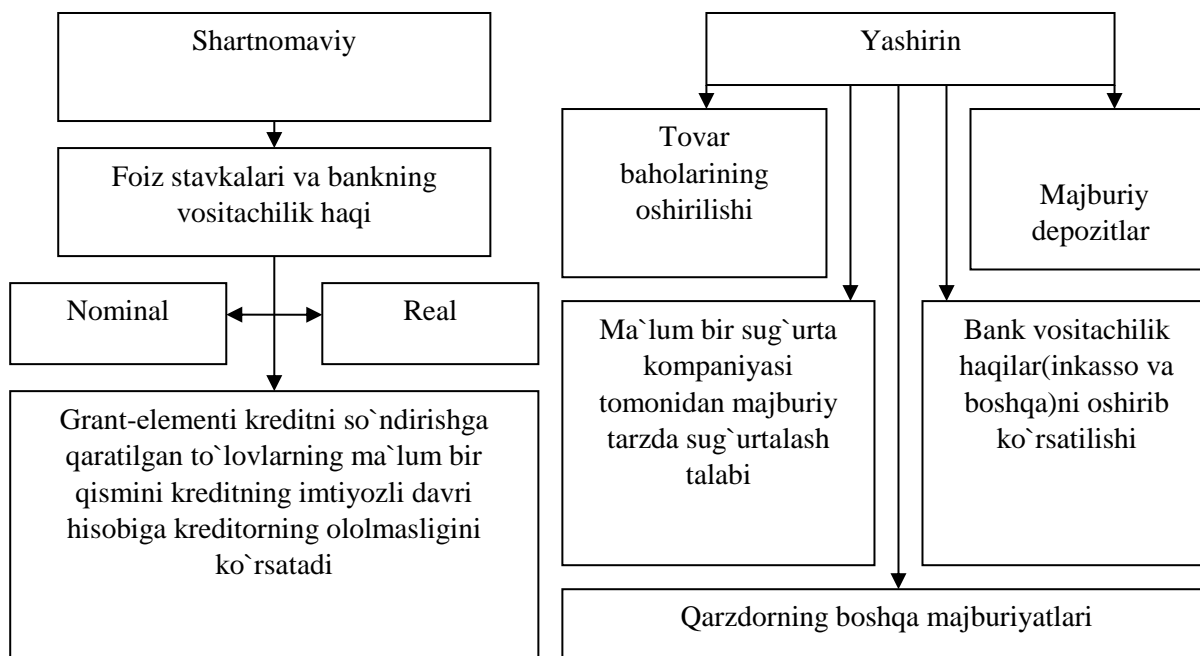 Shartnomaviy
Foiz stavkalari va bankning
vositachilik haqi
Nominal
Real
Grant-elementi kreditni so`ndirishga
qaratilgan to`lovlarning ma`lum bir
qismini kreditning imtiyozli davri
hisobiga kreditorning ololmasligini
ko`rsatadi
Yashirin
Tovar
baholarining
oshirilishi
Majburiy
depozitlar
Ma`lum bir sug`urta
kompaniyasi
tomonidan majburiy
tarzda sug`urtalash
talabi
Bank vositachilik
haqilar(inkasso va
boshqa)ni oshirib
ko`rsatilishi
Qarzdorning boshqa majburiyatlari